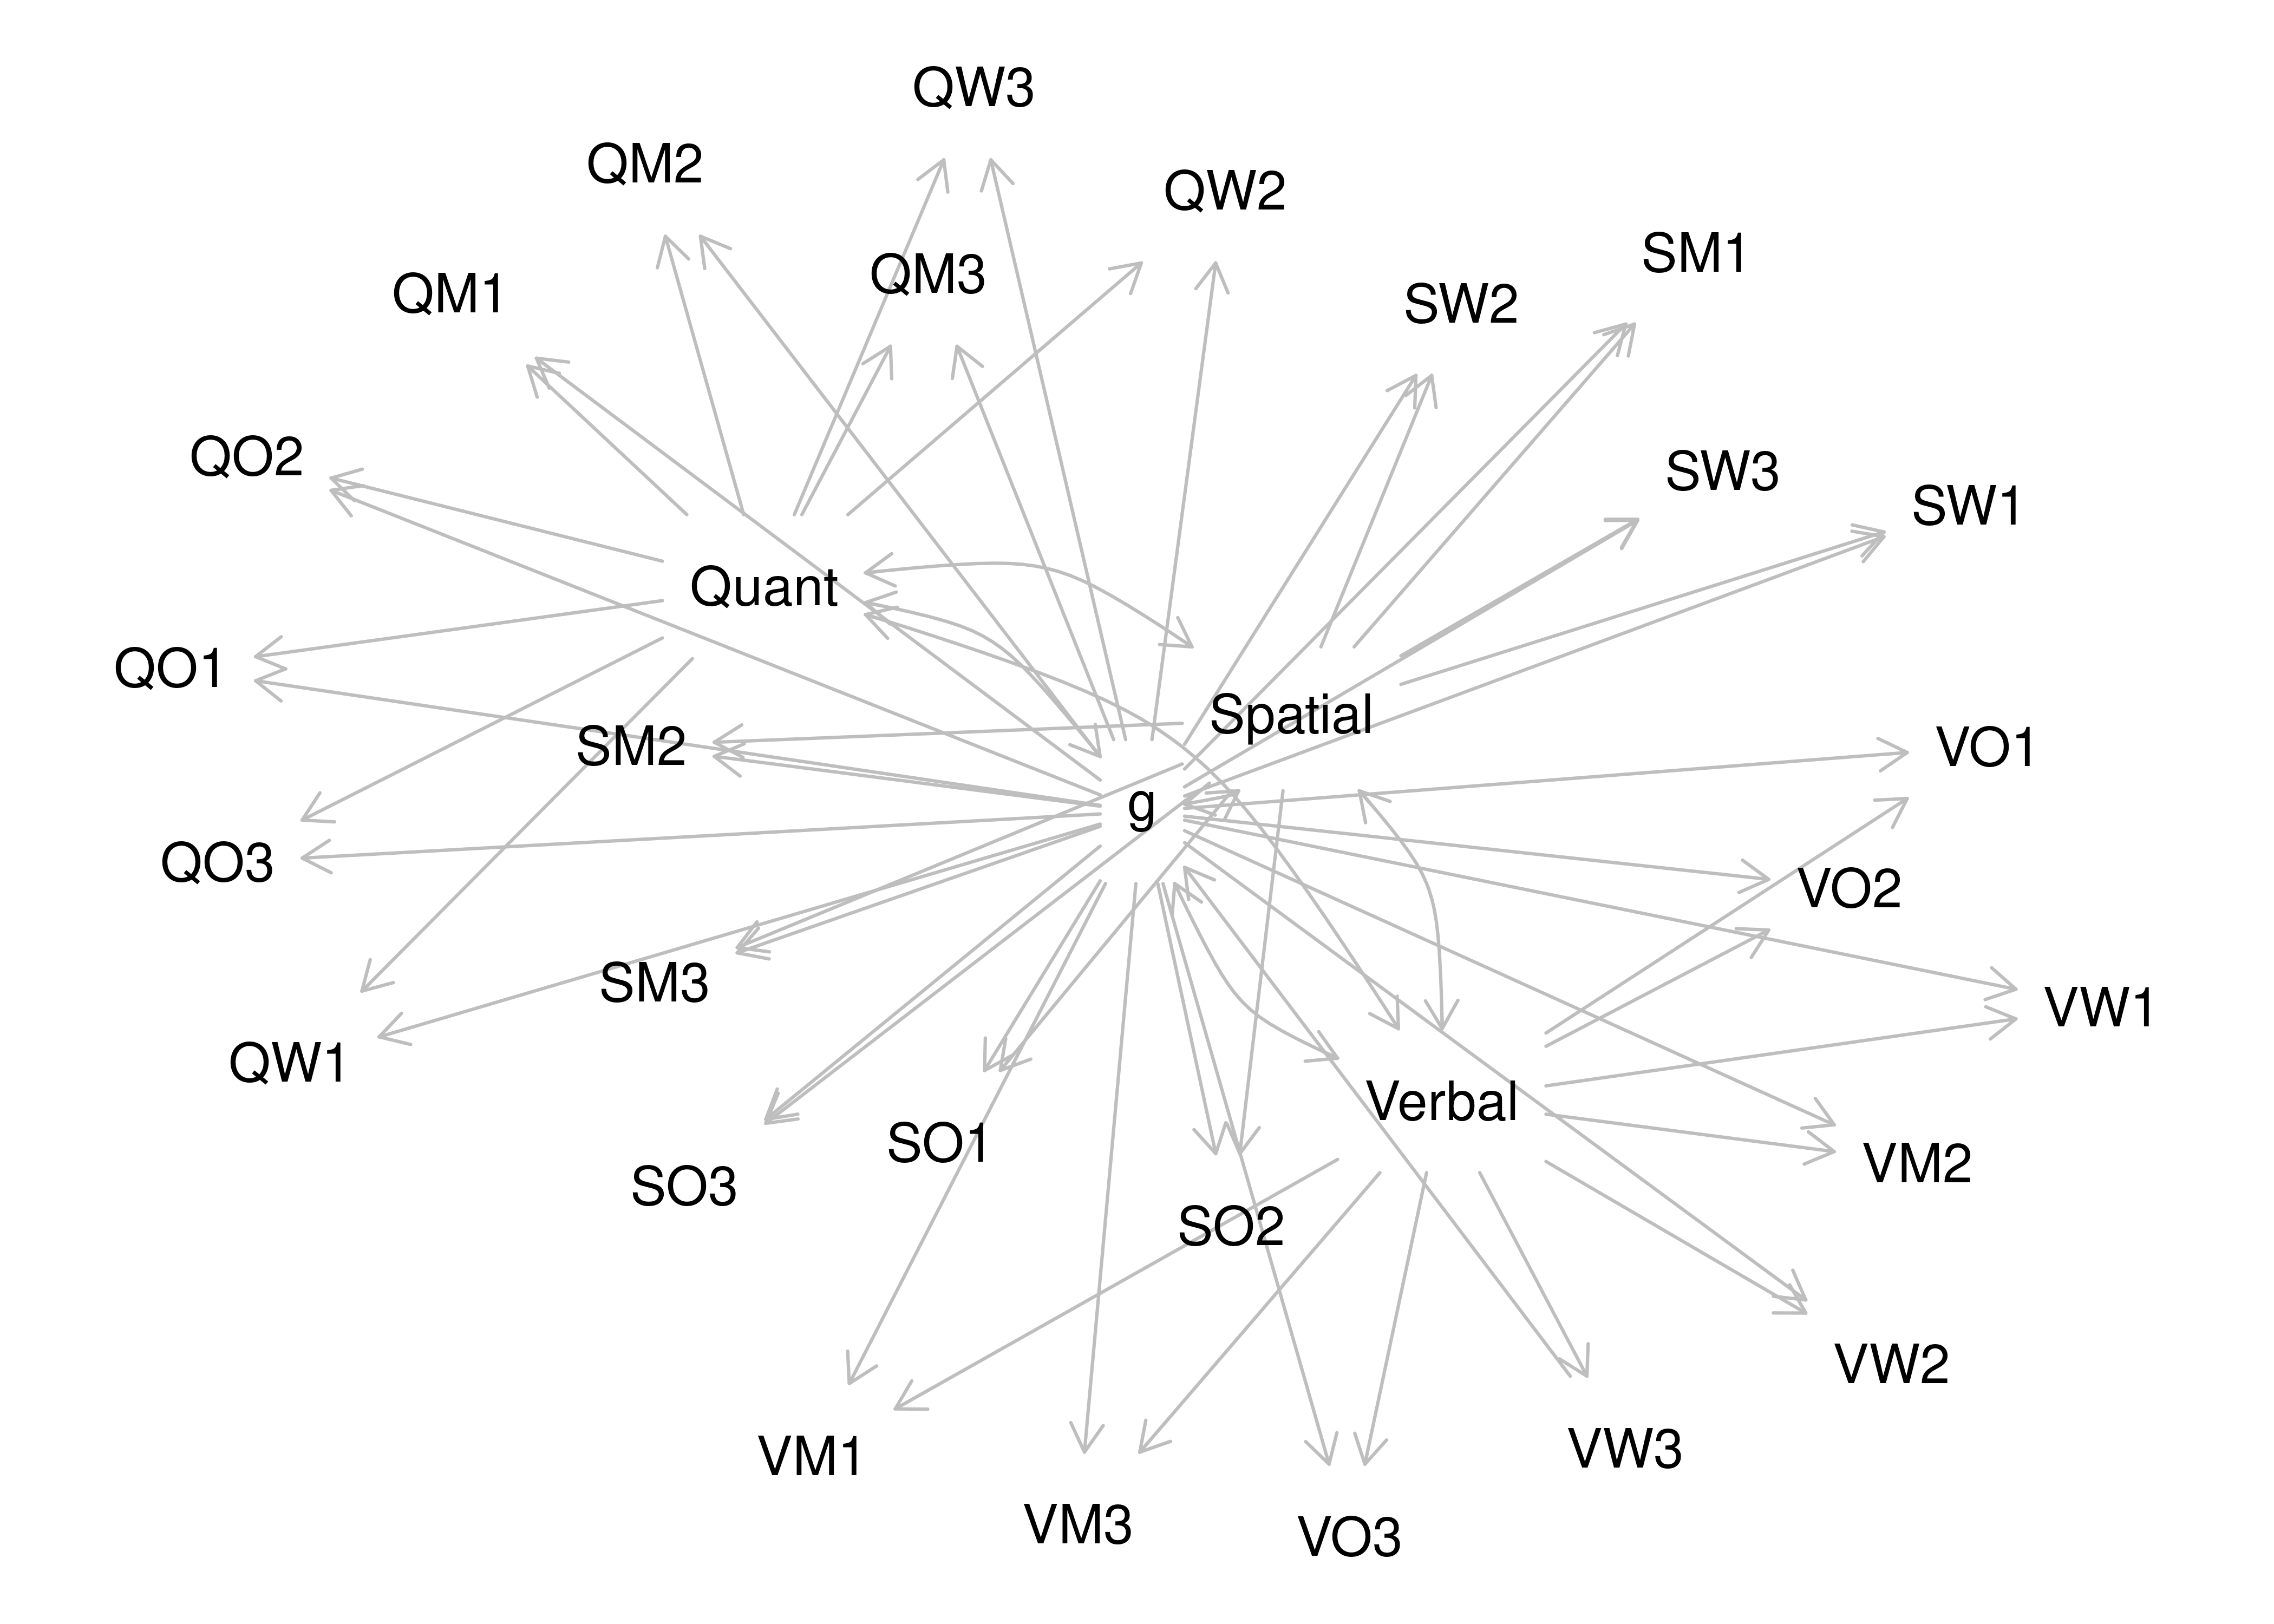 QW3
QM2
QW2
SM1
QM3
QM1
SW2
QO2
SW3
SW1
Quant
QO1
Spatial
SM2
VO1
g
QO3
VO2
SM3
VW1
QW1
Verbal
SO1
VM2
SO3
SO2
VW2
VW3
VM1
VM3
VO3